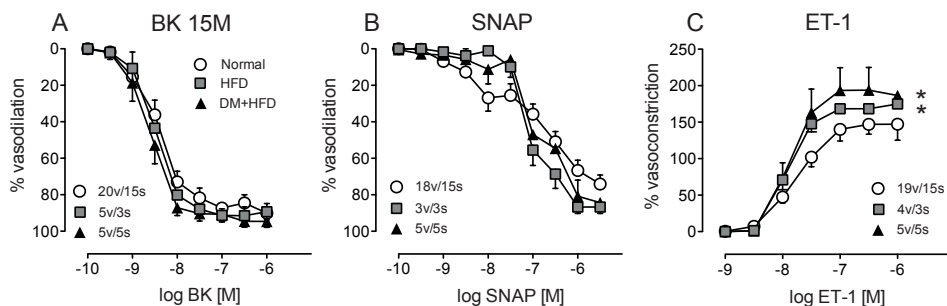 A BK 15M
% vasodilation
0
20
40
60
80
100
Normal
HFD
DM+HFD
20v/15s
5v/3s
5v/5s
-10 -9 -8 -7 -6
log BK [M]
B SNAP
% vasodilation
0
20
40
60
80
100
18v/15s
3v/3s
5v/5s
-10 -9 -8 -7 -6
log SNAP [M]
C ET-1
% vasoconstriction
250
200
150
100
50
0
*
*
19v/15s
4v/3s
5v/5s
-9 -8 -7 -6
log ET-1 [M]